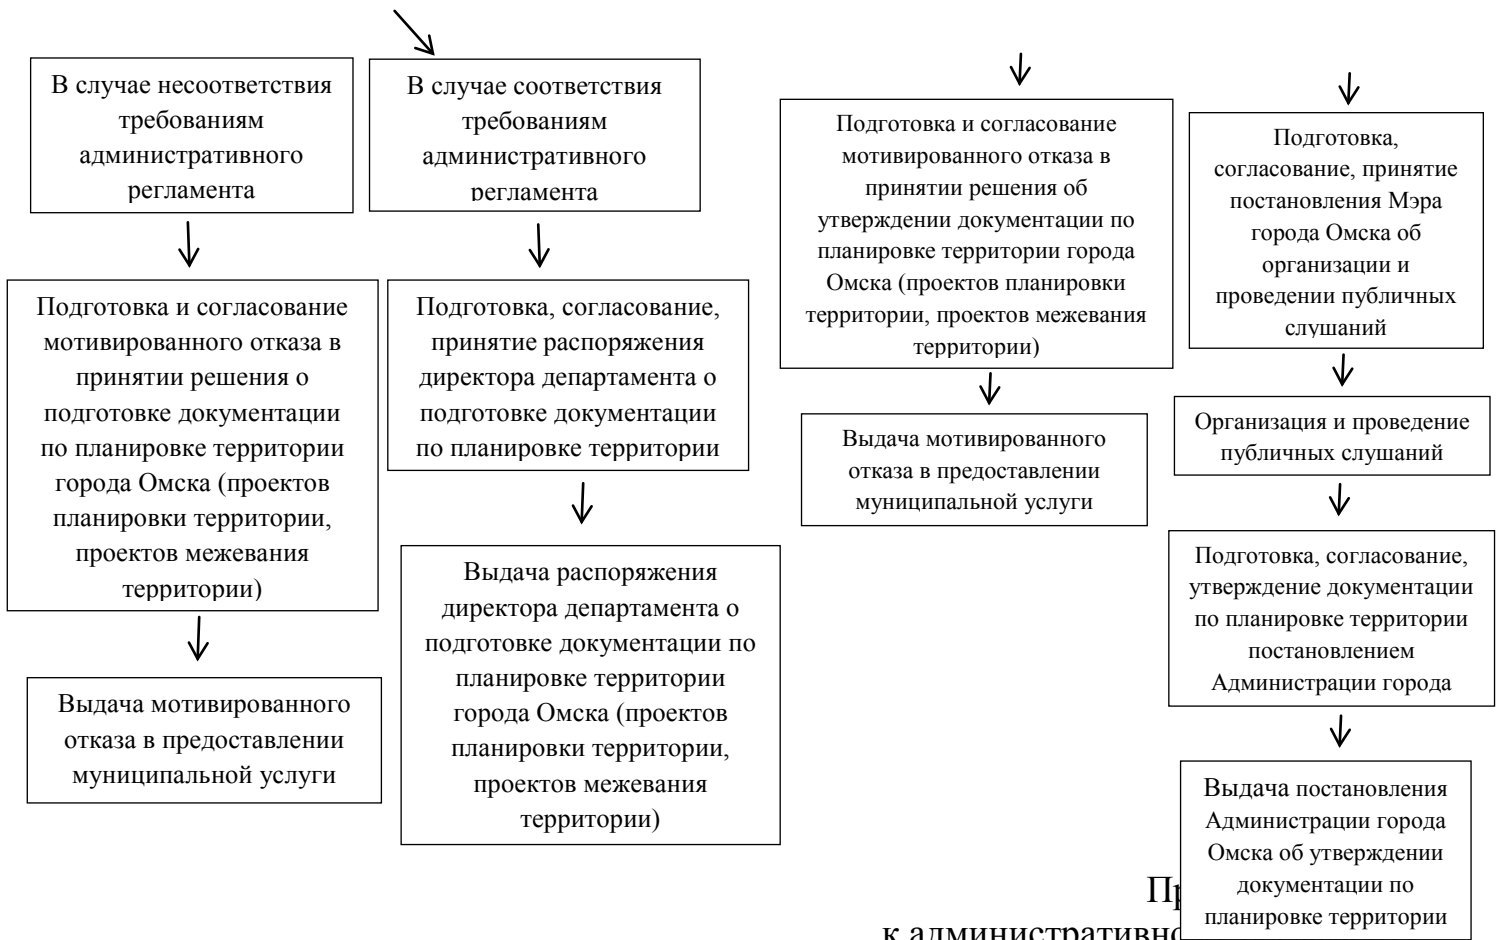 В случае несоответствия
требованиям
административного
регламента
Подготовка и согласование
мотивированного отказа в
принятии решения о
подготовке документации
по планировке территории
города Омска (проектов
планировки территории,
проектов межевания
территории)
Выдача мотивированного
отказа в предоставлении
муниципальной услуги
В случае соответствия
требованиям
административного
регламента
Подготовка, согласование,
принятие распоряжения
директора департамента о
подготовке документации
по планировке территории
Выдача распоряжения
директора департамента о
подготовке документации по
планировке территории
города Омска (проектов
планировки территории,
проектов межевания
территории)
Подготовка и согласование
мотивированного отказа в
принятии решения об
утверждении документации по
планировке территории города
Омска (проектов планировки
территории, проектов межевания
территории)
Выдача мотивированного
отказа в предоставлении
муниципальной услуги
Подготовка,
согласование, принятие
постановления Мэра
города Омска об
организации и
проведении публичных
слушаний
Организация и проведение
публичных слушаний
Подготовка, согласование,
утверждение документации
по планировке территории
постановлением
Администрации города
Выдача постановления
Администрации города
Омска об утверждении
документации по
планировке территории
к